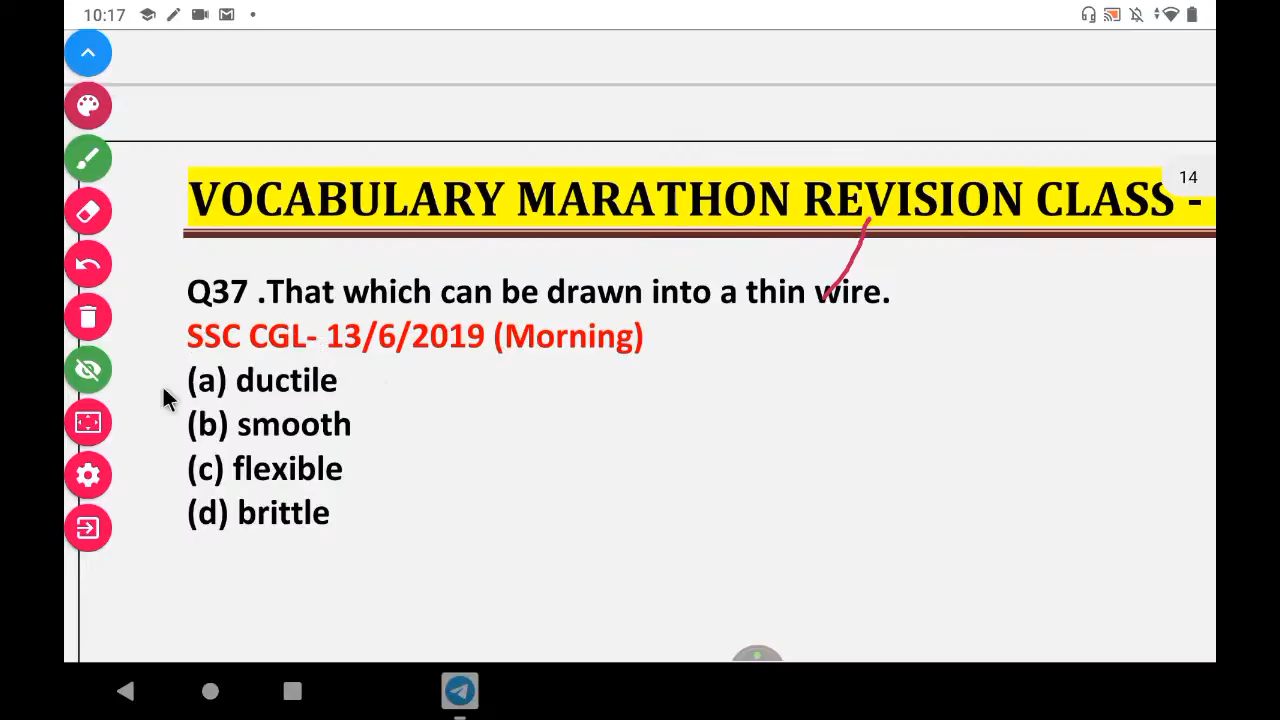 10:17
14
VOCABULARY MARATHON REVISION CLASS -
Q37 .That which can be drawn into a thin wire.
SSC CGL- 13/6/2019 (Morning)
(a) ductile
(b) smooth
(c) flexible
(d) brittle